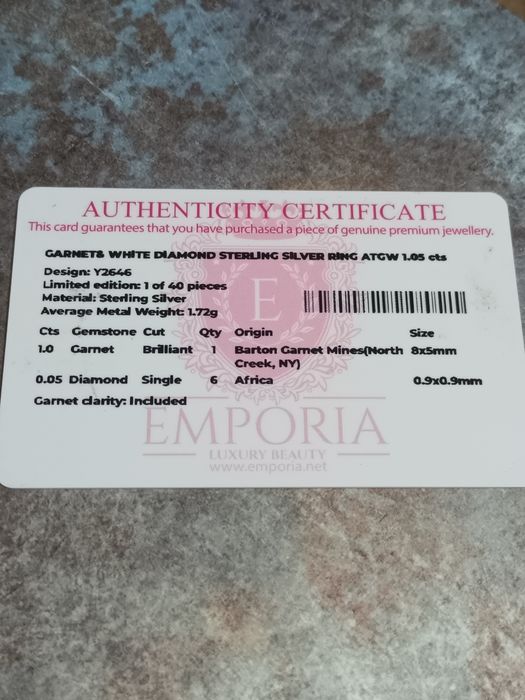 AUTHENTICITY CERTIFICATE
This card guarantees that you have purchased a piece of genuine premium jewellery.
GARNET& WHITE DIAMOND STERLING SILVER RING ATGW 1.05 cts
Design: Y2646
Limited edition: 1 of 40 pieces
Material: Sterling Silver
Average Metal Weight: 1.72g
Cts Gemstone Cut Qty Origin Size
1.0 Garnet Brilliant 1 Barton Garnet Mines(North 8x5mm
Creek, NY)
0.05 Diamond Single 6 Africa 0.9x0.9mm
Garnet clarity: Included
E
EMPORIA
LUXURY BEAUTY
www.emporia.net